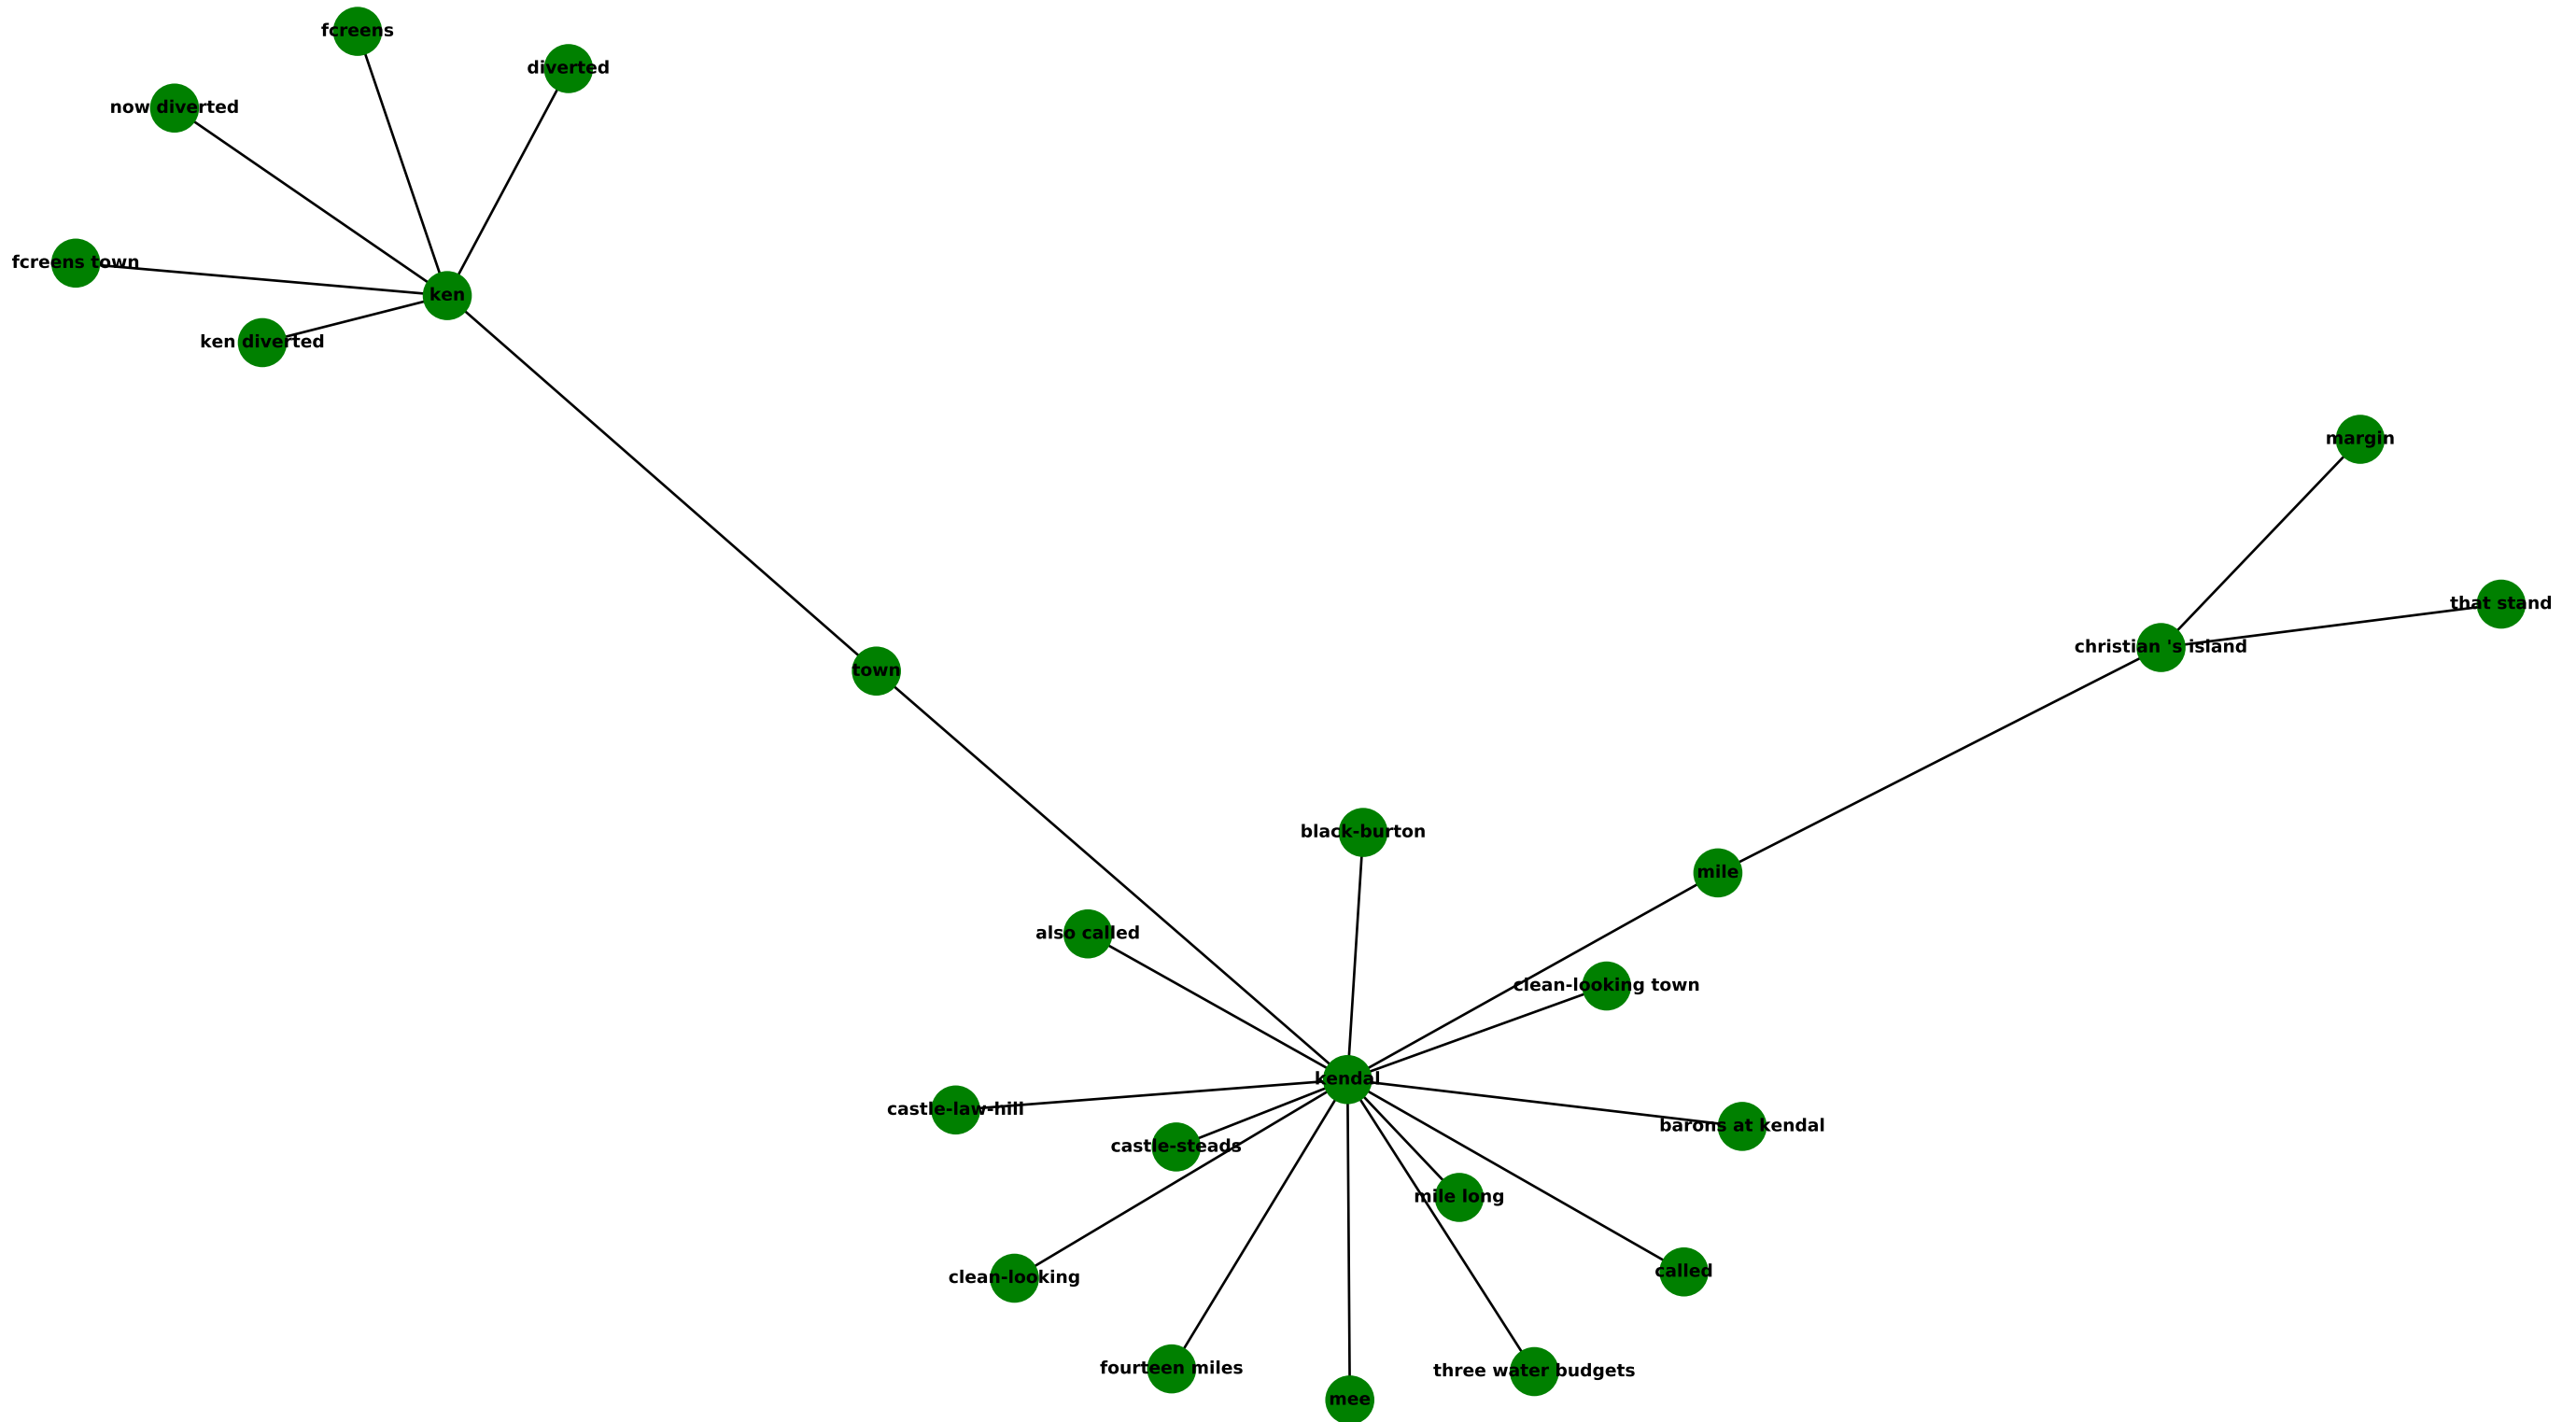 fcreens
diverted
now diverted
fcreens town
ken
ken diverted
margin
that stand
christian 's island
town
black-burton
mile
also called
clean-looking town
kendal
castle-law-hill
barons at kendal
castle-steads
mile long
called
clean-looking
fourteen miles
three water budgets
mee